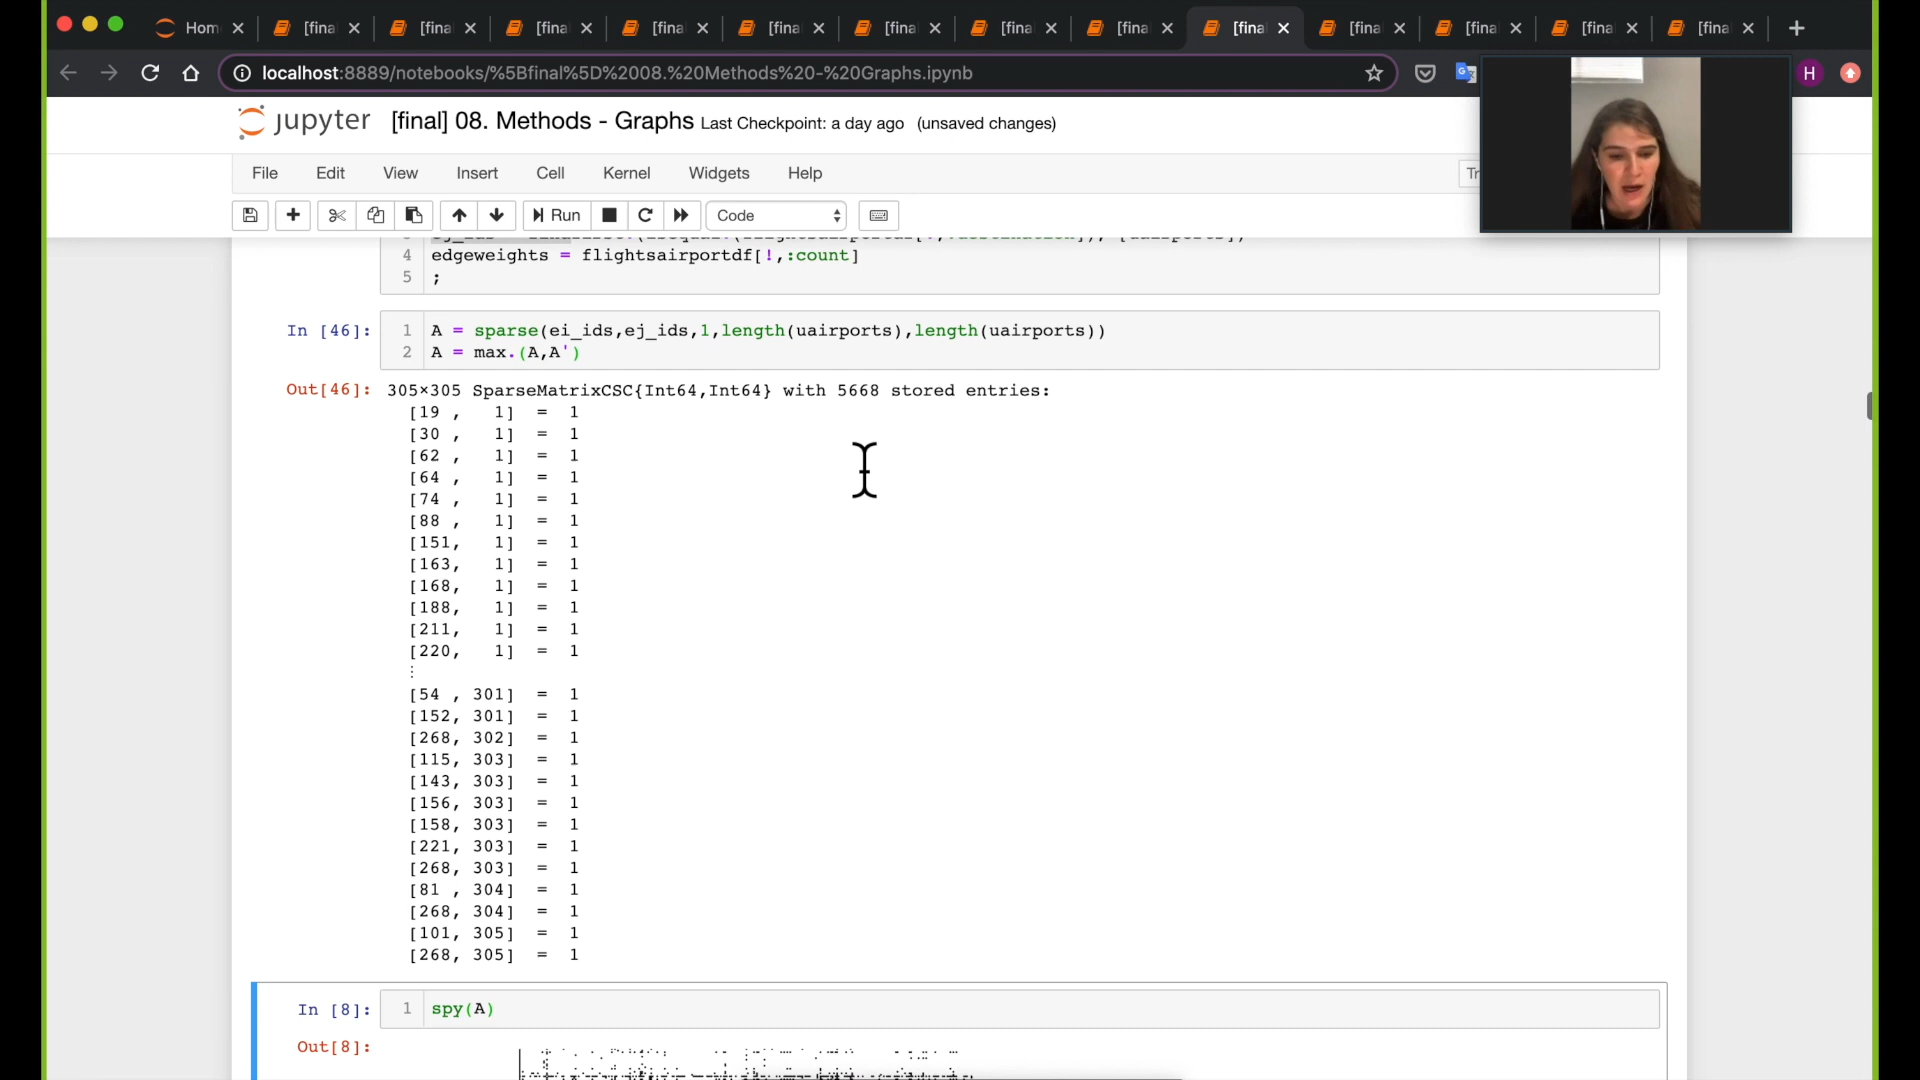 Hom
[fina
[fina
[fina
[fina
[fina
[fina
[fina
[fina
[fina
[fina
[fina
[fina
[fina
localhost:8889/notebooks/%5Bfinal%5D%2008.%20Methods%20-%20Graphs.ipynb
H
jupyter [final] 08. Methods - Graphs Last Checkpoint: a day ago (unsaved changes)
File Edit View Insert Cell Kernel Widgets Help Tr
Run Code
4 edgeweights = flightsairportdf[!,:count]
5 ;
In [46]: 1 A = sparse(ei_ids,ej_ids,1,length(uairports),length(uairports))
2 A = max.(A,A')
Out[46]: 305×305 SparseMatrixCSC{Int64,Int64} with 5668 stored entries:
[19 , 1] = 1
[30 , 1] = 1
[62 , 1] = 1
[64 , 1] = 1
[74 , 1] = 1
[88 , 1] = 1
[151, 1] = 1
[163, 1] = 1
[168, 1] = 1
[188, 1] = 1
[211, 1] = 1
[220, 1] = 1
⋮
[54 , 301] = 1
[152, 301] = 1
[268, 302] = 1
[115, 303] = 1
[143, 303] = 1
[156, 303] = 1
[158, 303] = 1
[221, 303] = 1
[268, 303] = 1
[81 , 304] = 1
[268, 304] = 1
[101, 305] = 1
[268, 305] = 1
In [8]: 1 spy(A)
Out[8]: